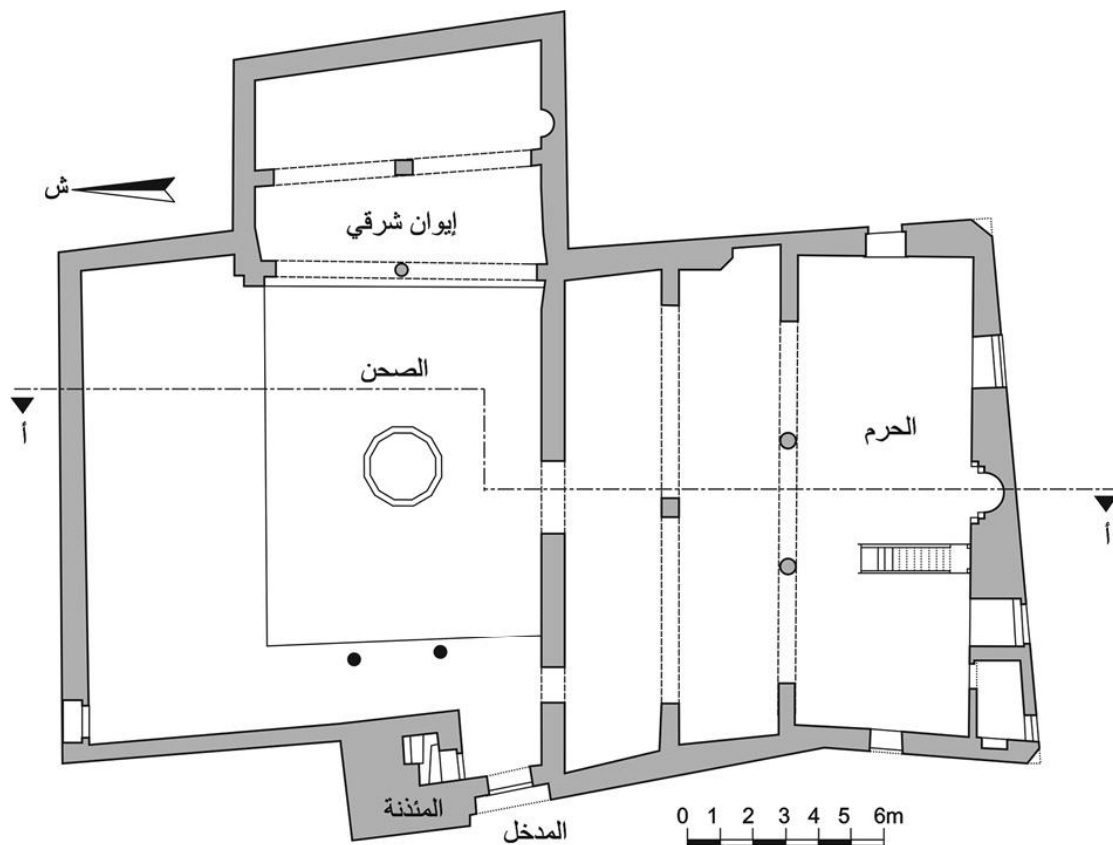 ش
إيوان شرقي
الصحن
أ
الحرم
أ
المئذنة
المدخل
0 1 2 3 4 5 6m